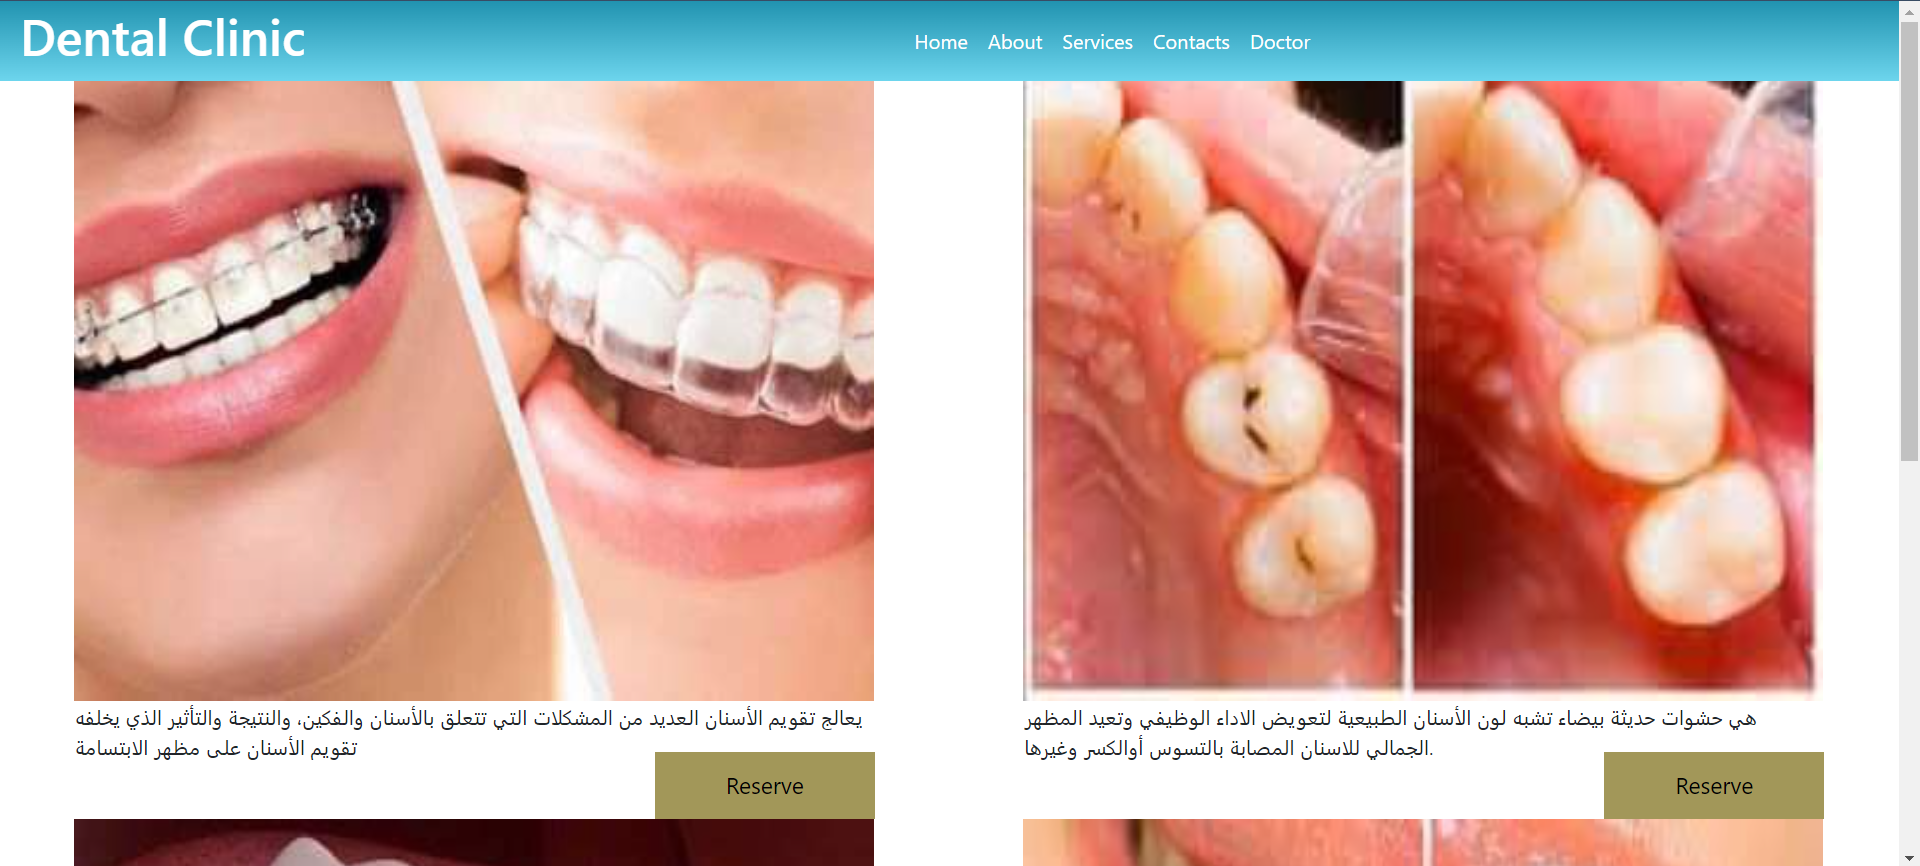 Dental Clinic
Home About Services Contacts Doctor
يعالج تقويم الأسنان العديد من المشكلات التي تتعلق بالأسنان والفكين، والنتيجة والتأثير الذي يخلفه
تقويم الأسنان على مظهر الابتسامة
Reserve
هي حشوات حديثة بيضاء تشبه لون الأسنان الطبيعية لتعويض الاداء الوظيفي وتعيد المظهر
الجمالي للاسنان المصابة بالتسوس أوالكسر وغيرها.
Reserve